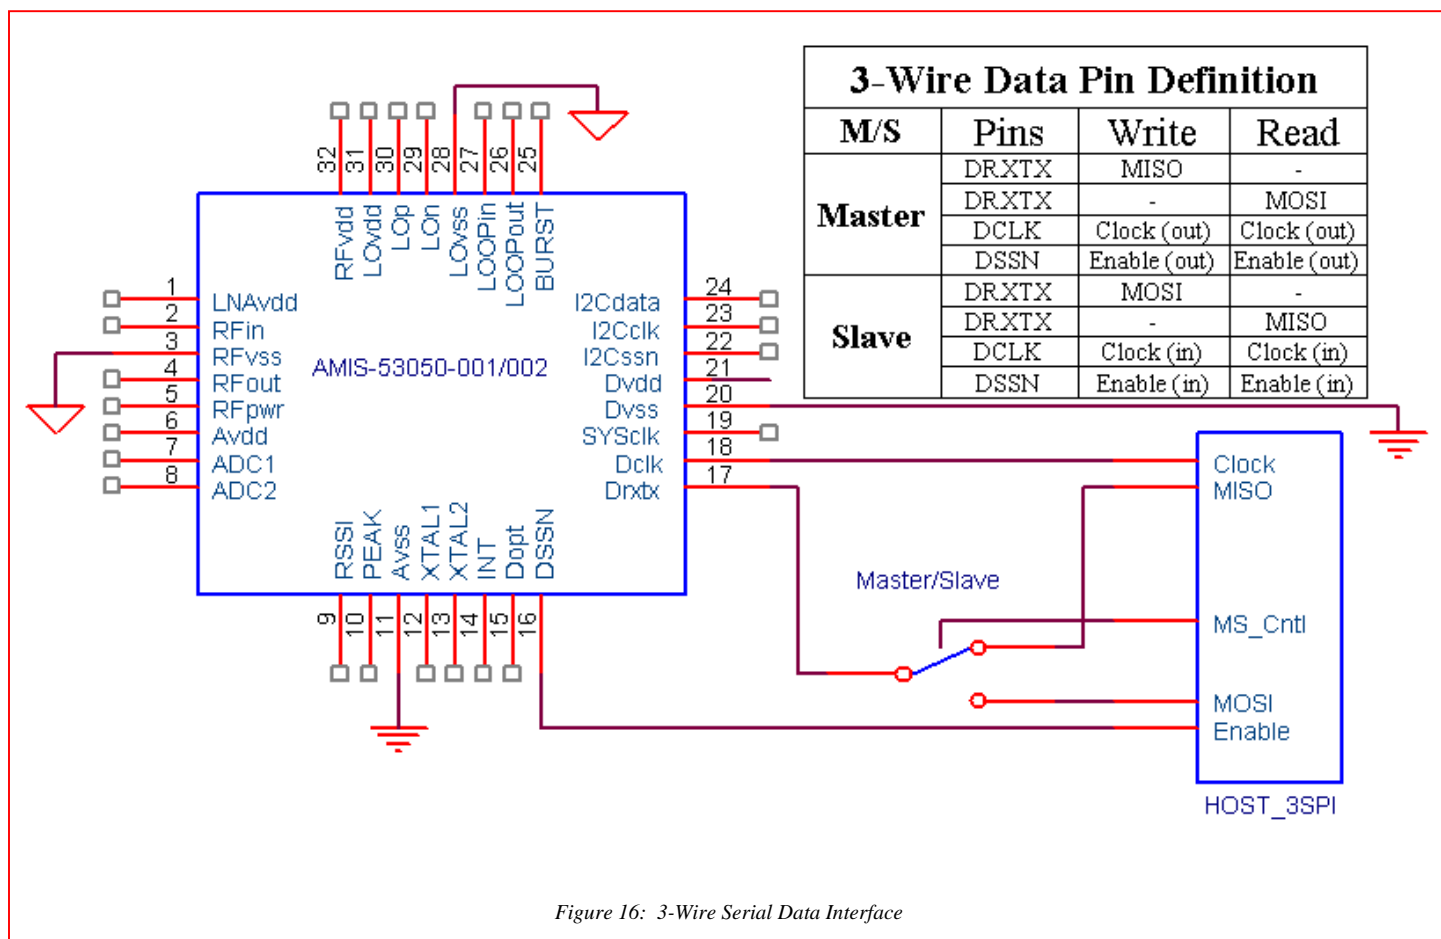 3-Wire Data Pin Definition
M/S Pins Write Read
Master
DRXTX MISO -
DRXTX - MOSI
DCLK Clock (out) Clock (out)
DSSN Enable (out) Enable (out)
Slave
DRXTX MOSI -
DRXTX - MISO
DCLK Clock (in) Clock (in)
DSSN Enable (in) Enable (in)
32 31 30 29 28 27 26 25
RFvdd LOvdd LOp LOn LOvss LOOPin LOOPout BURST
1 LNAvdd
2 RFin
3 RFvss
4 RFout
5 RFpwr
6 Avdd
7 ADC1
8 ADC2
AMIS-53050-001/002
I2Cdata 24
I2Cclk 23
I2Cssn 22
Dvdd 21
Dvss 20
SYSclk 19
Dclk 18
Drxtx 17
RSSI PEAK Avss XTAL1 XTAL2 INT Dopt DSSN
9 10 11 12 13 14 15 16
Master/Slave
Clock
MISO
MS_Cntl
MOSI
Enable
HOST_3SPI
Figure 16: 3-Wire Serial Data Interface